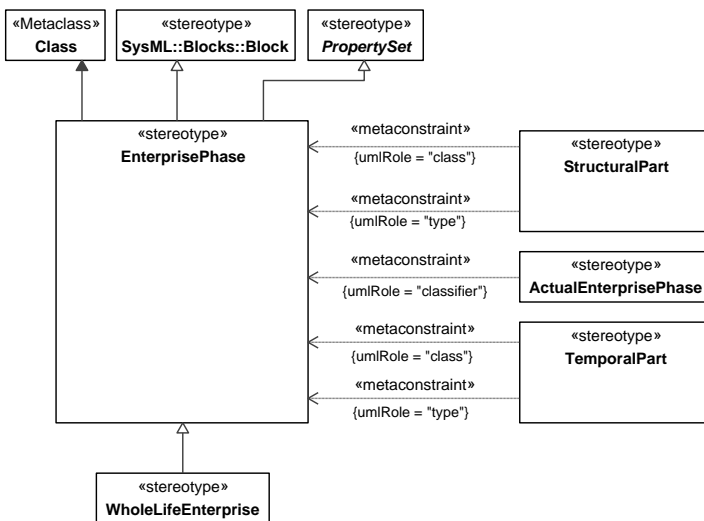 «Metaclass»
Class
«stereotype»
SysML::Blocks::Block
«stereotype»
PropertySet
«stereotype»
EnterprisePhase
«metaconstraint»
{umlRole = "class"}
«metaconstraint»
{umlRole = "type"}
«stereotype»
StructuralPart
«metaconstraint»
{umlRole = "classifier"}
«stereotype»
ActualEnterprisePhase
«metaconstraint»
{umlRole = "class"}
«metaconstraint»
{umlRole = "type"}
«stereotype»
TemporalPart
«stereotype»
WholeLifeEnterprise